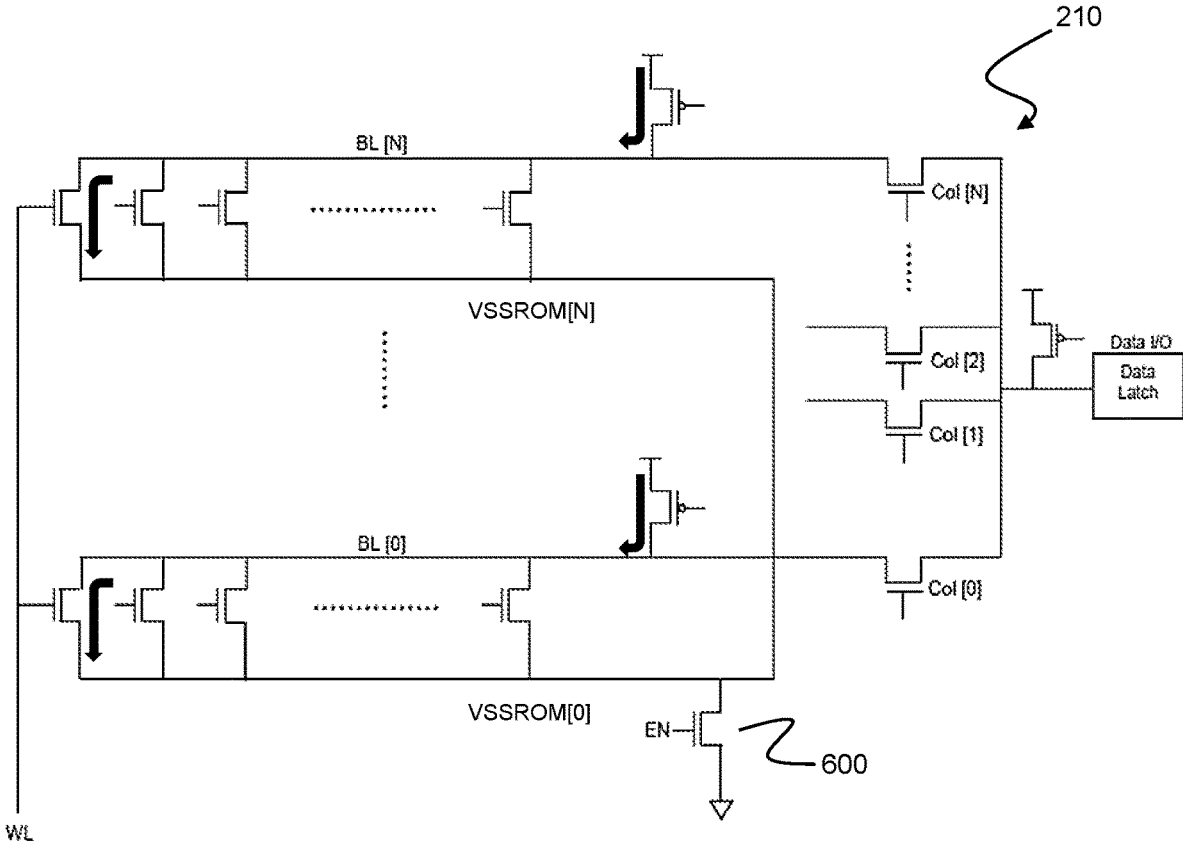 210
BL [N]
Col [N]
VSSROM[N]
Col [2]
Data I/O
Data
Latch
Col [1]
BL [0]
Col [0]
VSSROM[0]
EN
600
WL